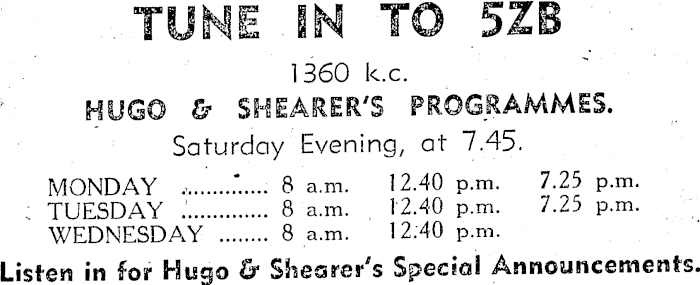 TUNE IN TO 5ZB
1360 k.c.
HUGO & SHEARER'S PROGRAMMES.
Saturday Evening, at 7.45.
MONDAY .............. 8 a.m. 12.40 p.m. 7.25 p.m.
TUESDAY .............. 8 a.m. 12.40 p.m. 7.25 p.m.
WEDNESDAY ........ 8 a.m. 12.40 p.m.
Listen in for Hugo & Shearer's Special Announcements.